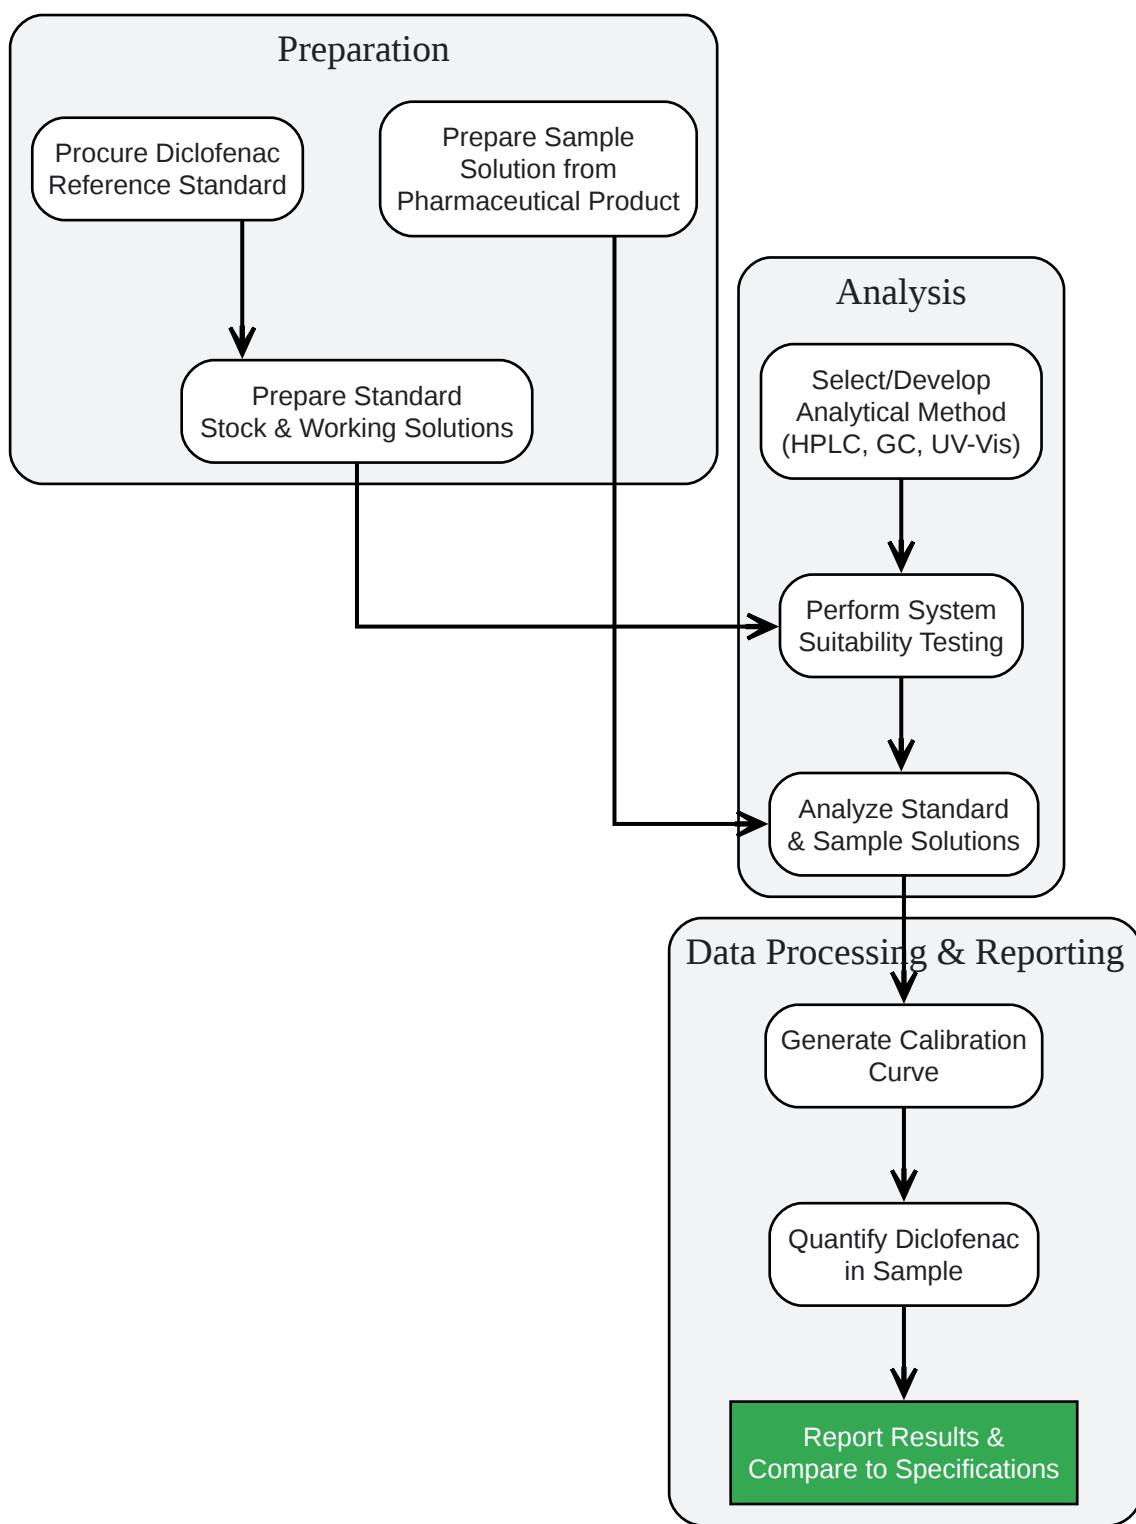 Preparation
Procure Diclofenac
Reference Standard
Prepare Sample
Solution from
Pharmaceutical Product
Prepare Standard
Stock & Working Solutions
Analysis
Select/Develop
Analytical Method
(HPLC, GC, UV-Vis)
Perform System
Suitability Testing
Analyze Standard
& Sample Solutions
Data Processing & Reporting
Generate Calibration
Curve
Quantify Diclofenac
in Sample
Report Results &
Compare to Specifications